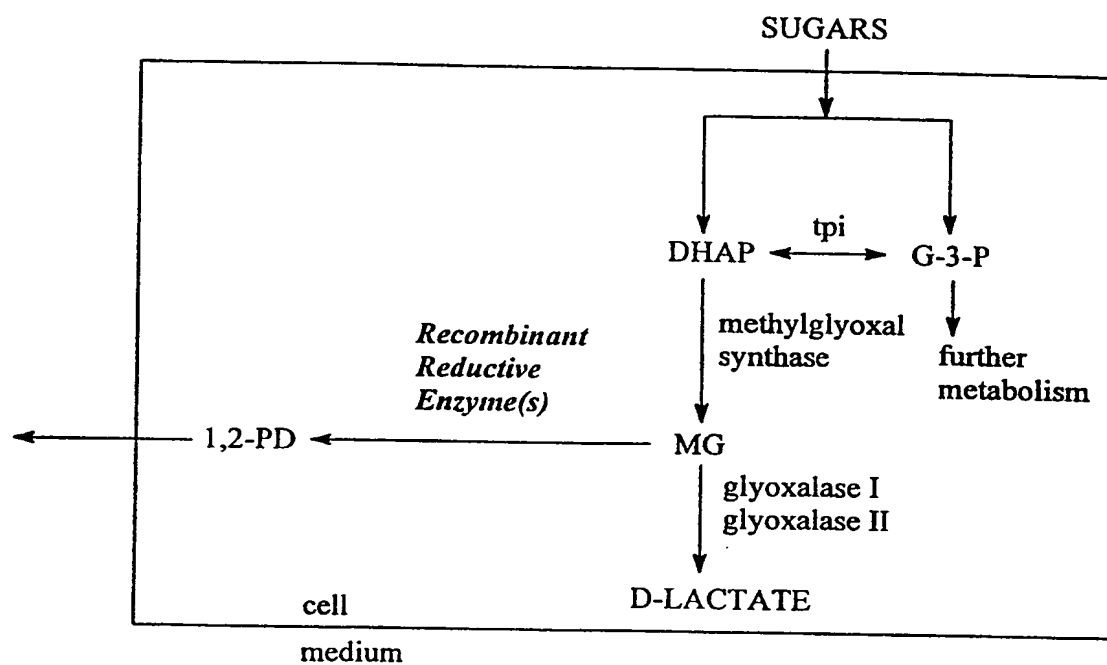 SUGARS
tpi
DHAP
G-3-P
Recombinant
Reductive
Enzyme(s)
methylglyoxal
synthase
further
metabolism
1,2-PD
MG
glyoxalase I
glyoxalase II
D-LACTATE
cell
medium